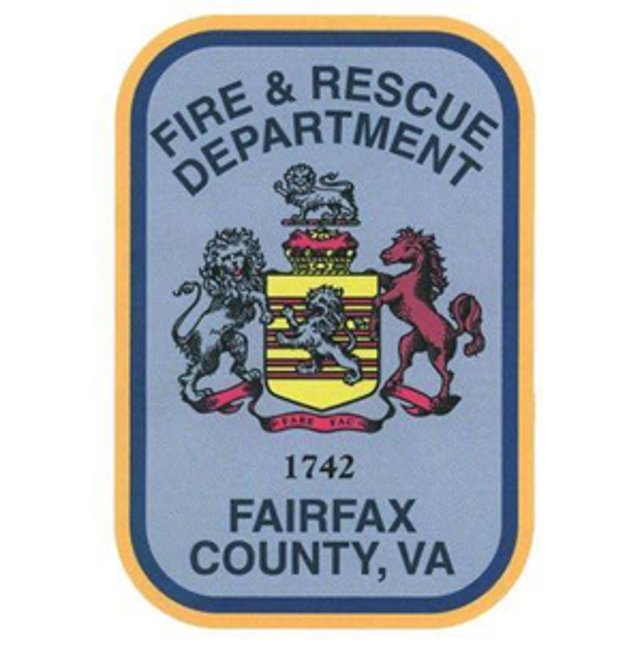 FIRE & RESCUE
DEPARTMENT
FARE FAC
1742
FAIRFAX
COUNTY, VA